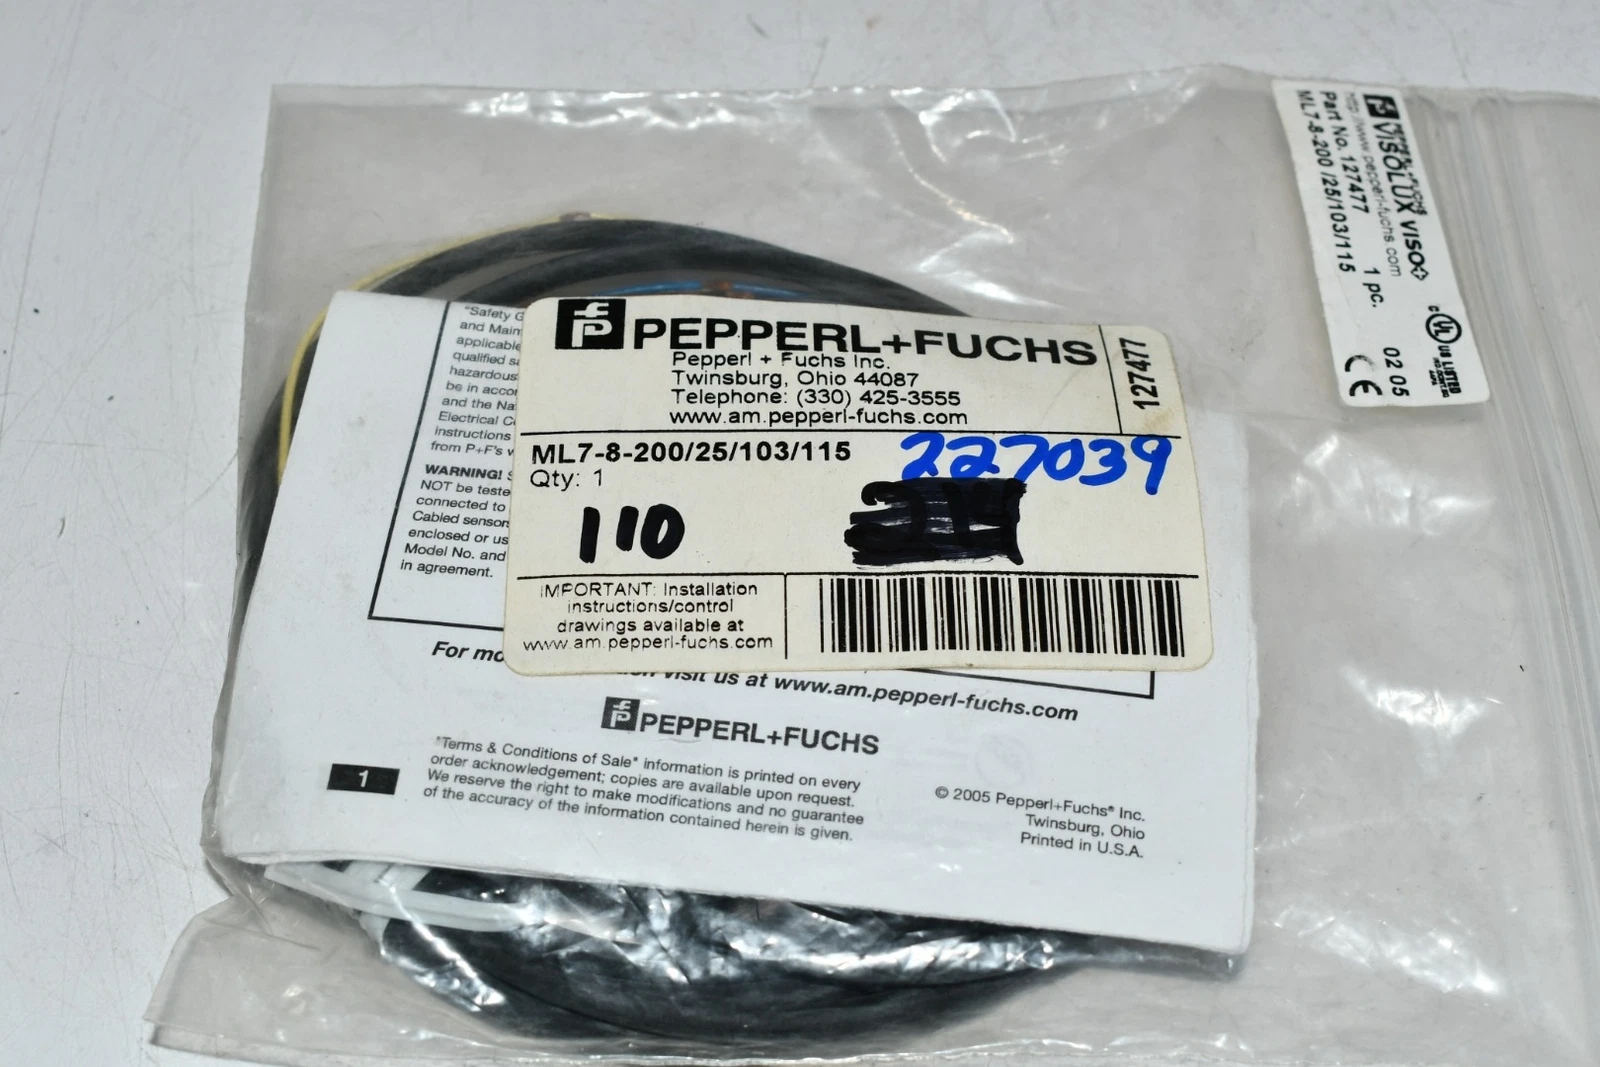 PEPPERL+FUCHS
Pepperl + Fuchs Inc.
Twinsburg, Ohio 44087
Telephone: (330) 425-3555
www.am.pepperl-fuchs.com
127477
ML7-8-200/25/103/115
227039
Qty: 1
110
IMPORTANT: Installation
instructions/control
drawings available at
www.am.pepperl-fuchs.com
PEPPERL+FUCHS
VISOLUX VISO
http://www.pepperl-fuchs.com
Part No. 127477 1 pc. 02 05
ML7-8-200 /25/103/115
C UL US LISTED
CE
"Safety
and
applicable
qualified
hazardous
be in
and the
Electrical
instructions
from P+F's
WARNING!
NOT be
connected to
Cabled
enclosed or
Model No. and
in agreement.
For
visit us at www.am.pepperl-fuchs.com
PEPPERL+FUCHS
1
"Terms & Conditions of Sale" information is printed on every
order acknowledgement; copies are available upon request.
We reserve the right to make modifications and no guarantee
of the accuracy of the information contained herein is given.
© 2005 Pepperl+Fuchs® Inc.
Twinsburg, Ohio
Printed in U.S.A.